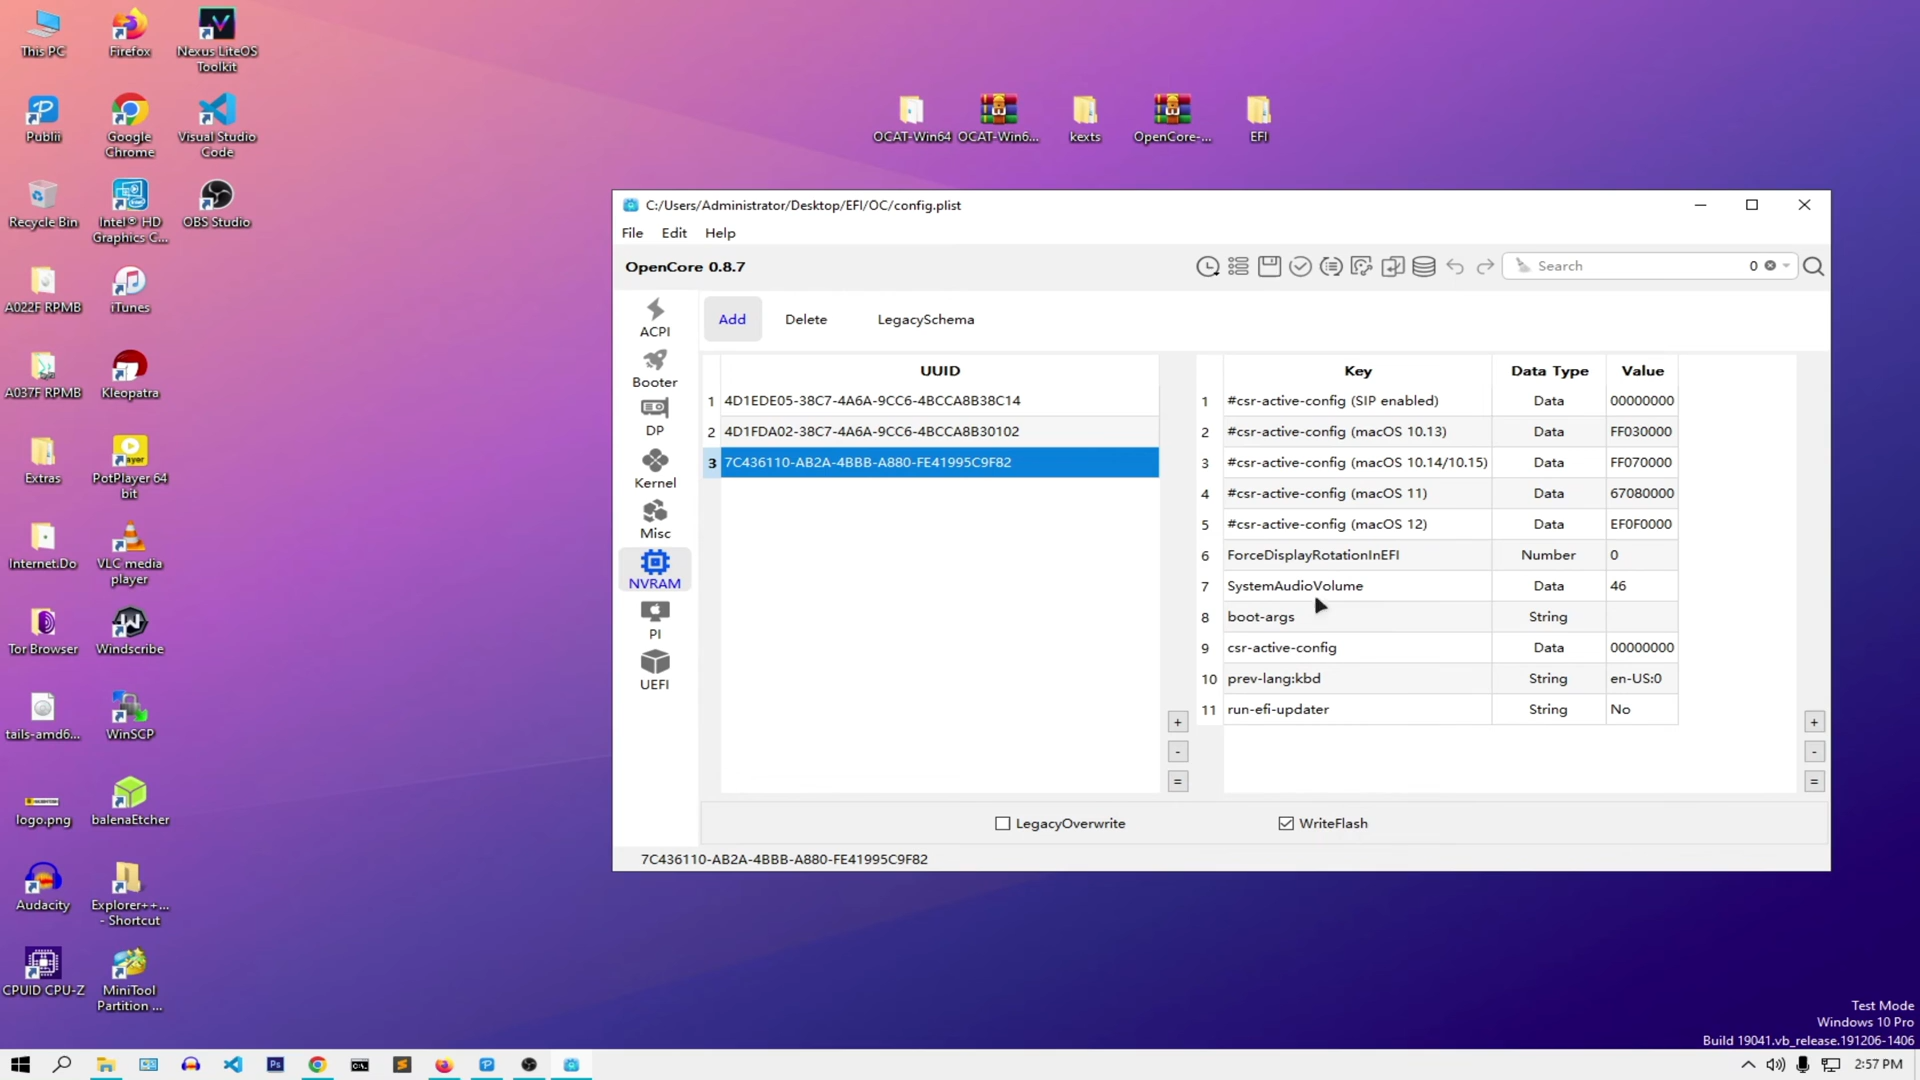 This PC
Firefox
Nexus LiteOS
Toolkit
Publii
Google
Chrome
Visual Studio
Code
Recycle Bin
Intel® HD
Graphics C...
OBS Studio
A022F RPMB
iTunes
A037F RPMB
Kleopatra
Extras
PotPlayer 64
bit
Internet.Do
VLC media
player
Tor Browser
Windscribe
tails-amd6...
WinSCP
logo.png
balenaEtcher
Audacity
Explorer++...
- Shortcut
CPUID CPU-Z
MiniTool
Partition ...
OCAT-Win64
OCAT-Win6...
kexts
OpenCore-...
EFI
C:/Users/Administrator/Desktop/EFI/OC/config.plist
File Edit Help
OpenCore 0.8.7
Search 0
ACPI
Booter
DP
Kernel
Misc
NVRAM
PI
UEFI
Add Delete LegacySchema
UUID
1 4D1EDE05-38C7-4A6A-9CC6-4BCCA8B38C14
2 4D1FDA02-38C7-4A6A-9CC6-4BCCA8B30102
3 7C436110-AB2A-4BBB-A880-FE41995C9F82
Key Data Type Value
1 #csr-active-config (SIP enabled) Data 00000000
2 #csr-active-config (macOS 10.13) Data FF030000
3 #csr-active-config (macOS 10.14/10.15) Data FF070000
4 #csr-active-config (macOS 11) Data 67080000
5 #csr-active-config (macOS 12) Data EF0F0000
6 ForceDisplayRotationInEFI Number 0
7 SystemAudioVolume Data 46
8 boot-args String
9 csr-active-config Data 00000000
10 prev-lang:kbd String en-US:0
11 run-efi-updater String No
+
-
=
+
-
=
LegacyOverwrite WriteFlash
7C436110-AB2A-4BBB-A880-FE41995C9F82
Test Mode
Windows 10 Pro
Build 19041.vb_release.191206-1406
2:57 PM